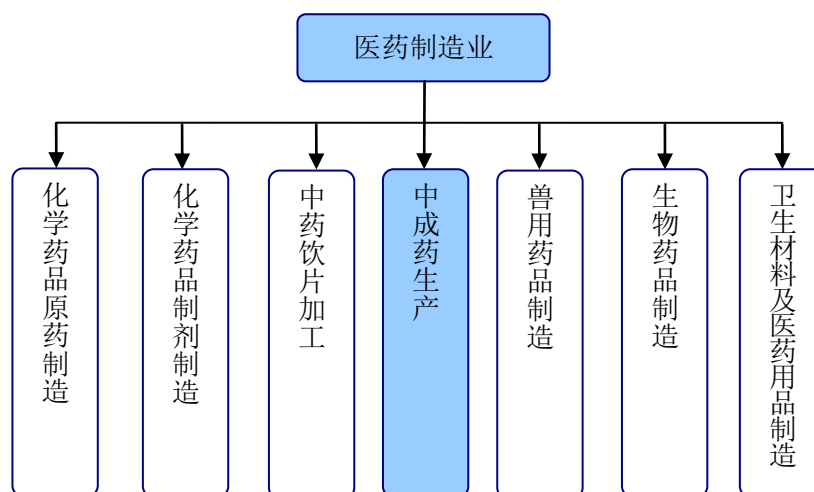 医药制造业
化学药品原药制造
化学药品制剂制造
中药饮片加工
中成药生产
兽用药品制造
生物药品制造
卫生材料及医药用品制造